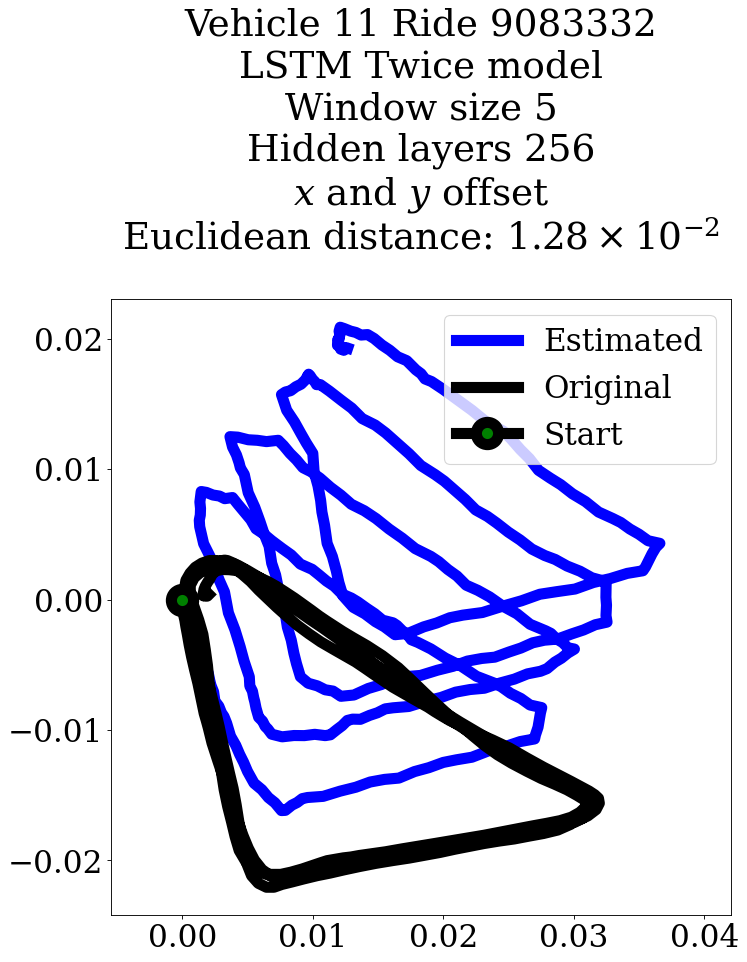 Vehicle 11 Ride 9083332
LSTM Twice model
Window size 5
Hidden layers 256
x and y offset
Euclidean distance: 1.28 × 10⁻²
Estimated
Original
Start
0.02
0.01
0.00
−0.01
−0.02
0.00 0.01 0.02 0.03 0.04